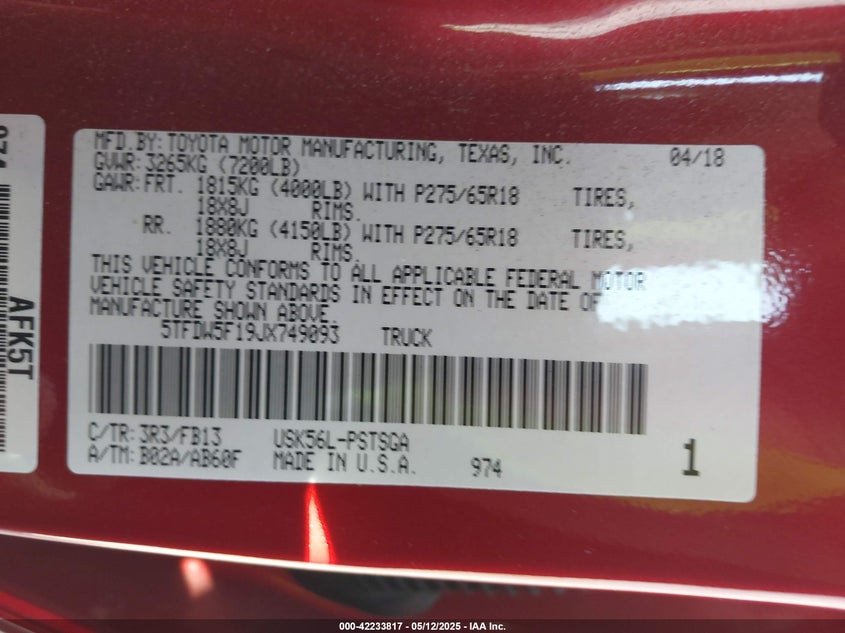 MFD.BY: TOYOTA MOTOR MANUFACTURING, TEXAS, INC. 04/18
GVWR: 3265KG (7200LB)
GAWR: FRT. 1815KG (4000LB) WITH P275/65R18 TIRES,
18X8J RIMS.
RR. 1880KG (4150LB) WITH P275/65R18 TIRES,
18X8J RIMS.
THIS VEHICLE CONFORMS TO ALL APPLICABLE FEDERAL MOTOR
VEHICLE SAFETY STANDARDS IN EFFECT ON THE DATE OF
MANUFACTURE SHOWN ABOVE.
5TFDW5F19JX749093 TRUCK
C/TR: 3R3/FB13 USK56L-PSTSGA
A/TM: B02A/AB60F MADE IN U.S.A. 974 1
AFK5T
000-42233817 - 05/12/2025 - IAA Inc.